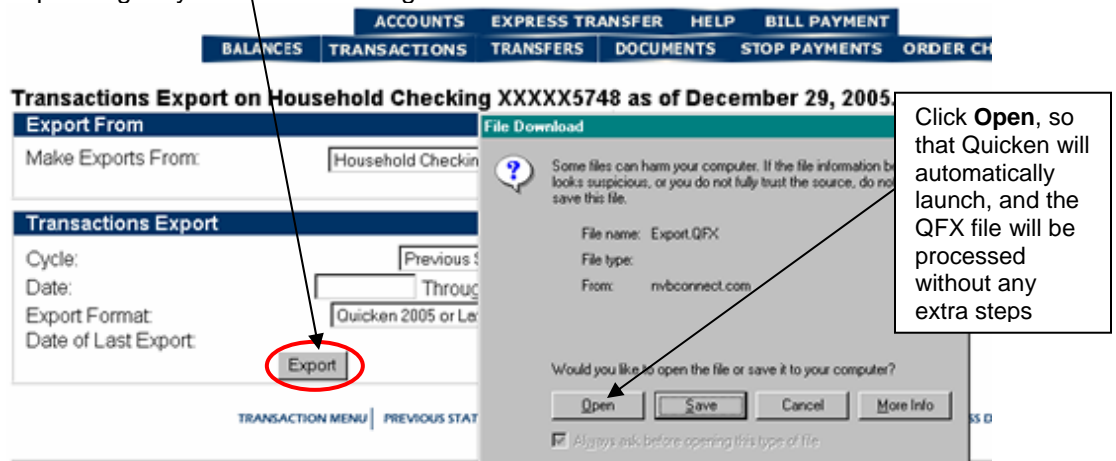 ACCOUNTS EXPRESS TRANSFER HELP BILL PAYMENT
BALANCES TRANSACTIONS TRANSFERS DOCUMENTS STOP PAYMENTS ORDER CH
Transactions Export on Household Checking XXXXX5748 as of December 29, 2005.
Export From
Make Exports From: Household Checkin
Transactions Export
Cycle: Previous S
Date: Throug
Export Format: Quicken 2005 or La
Date of Last Export:
Export
TRANSACTION MENU | PREVIOUS STAT
File Download
Some files can harm your computer. If the file information b
looks suspicious, or you do not fully trust the source, do no
save this file.
File name: Export.QFX
File type:
From: nvbconnect.com
Would you like to open the file or save it to your computer?
Open Save Cancel More Info
Always ask before opening this type of file
SS D
Click Open, so
that Quicken will
automatically
launch, and the
QFX file will be
processed
without any
extra steps